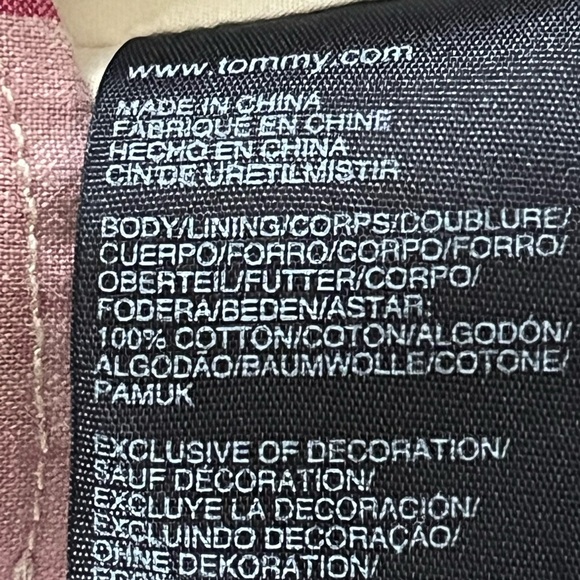 www.tommy.com
MADE IN CHINA
FABRIQUÉ EN CHINE
HECHO EN CHINA
CIN'DE URETILMISTIR
BODY/LINING/CORPS/DOUBLURE/
CUERPO/FORRO/CORPO/FORRO/
OBERTEIL/FUTTER/CORPO/
FODERA/BEDEN/ASTAR:
100% COTTON/COTON/ALGODÓN/
ALGODÃO/BAUMWOLLE/COTONE/
PAMUK
EXCLUSIVE OF DECORATION/
SAUF DÉCORATION/
EXCLUYE LA DECORACIÓN/
EXCLUINDO DECORAÇÃO/
OHNE DEKORATION/